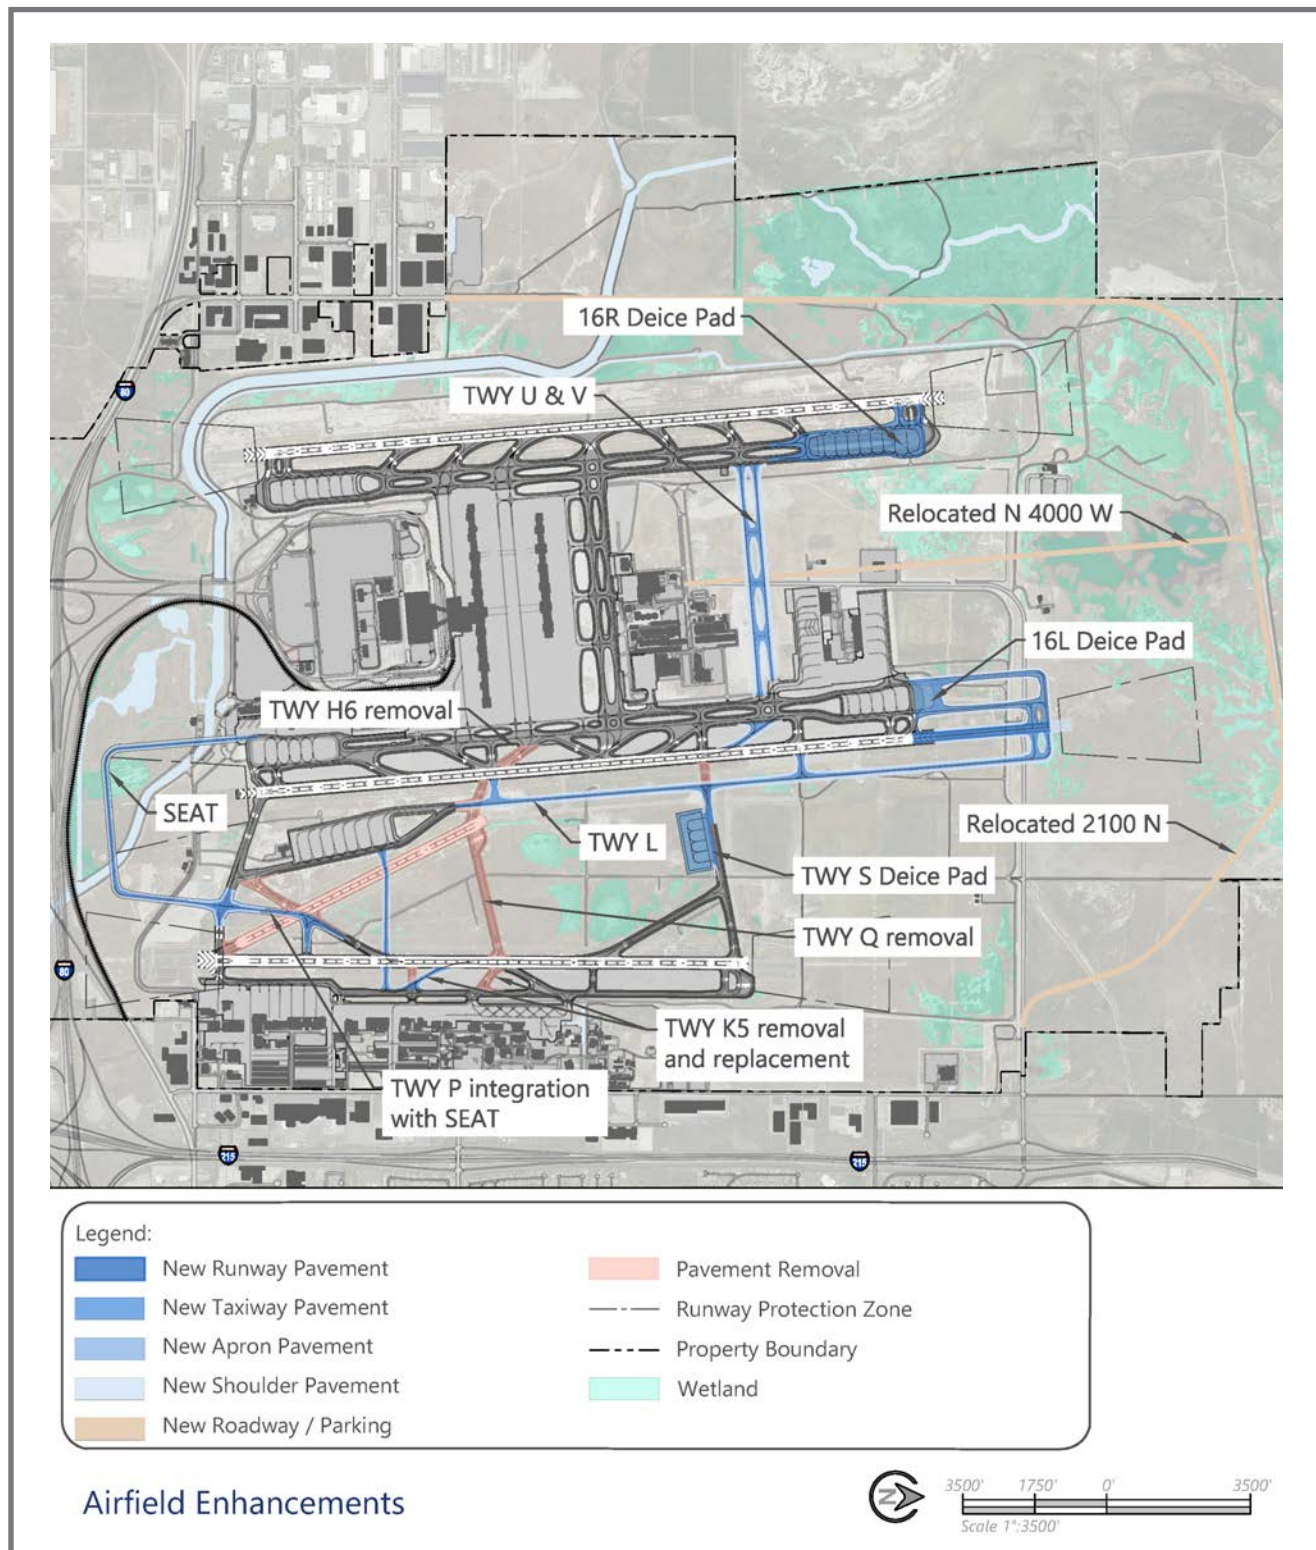 16R Deice Pad
TWY U & V
80
Relocated N 4000 W
16L Deice Pad
TWY H6 removal
SEAT
TWY L
Relocated 2100 N
TWY S Deice Pad
TWY Q removal
80
TWY K5 removal
and replacement
TWY P integration
with SEAT
215
215
Legend:
New Runway Pavement
New Taxiway Pavement
New Apron Pavement
New Shoulder Pavement
New Roadway / Parking
Pavement Removal
Runway Protection Zone
Property Boundary
Wetland
Airfield Enhancements
N
3500' 1750' 0' 3500'
Scale 1":3500'